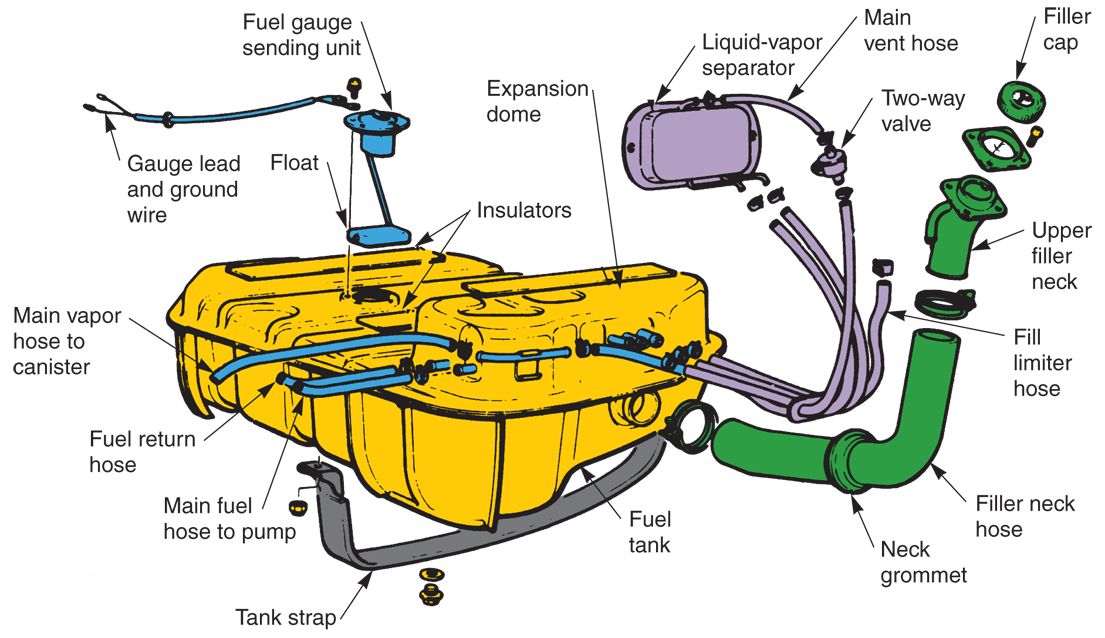 Fuel gauge
sending unit
Main
vent hose
Filler
cap
Liquid-vapor
separator
Expansion
dome
Two-way
valve
Gauge lead
and ground
wire
Float
Insulators
Upper
filler
neck
Main vapor
hose to
canister
Fill
limiter
hose
Fuel return
hose
Main fuel
hose to pump
Fuel
tank
Filler neck
hose
Neck
grommet
Tank strap